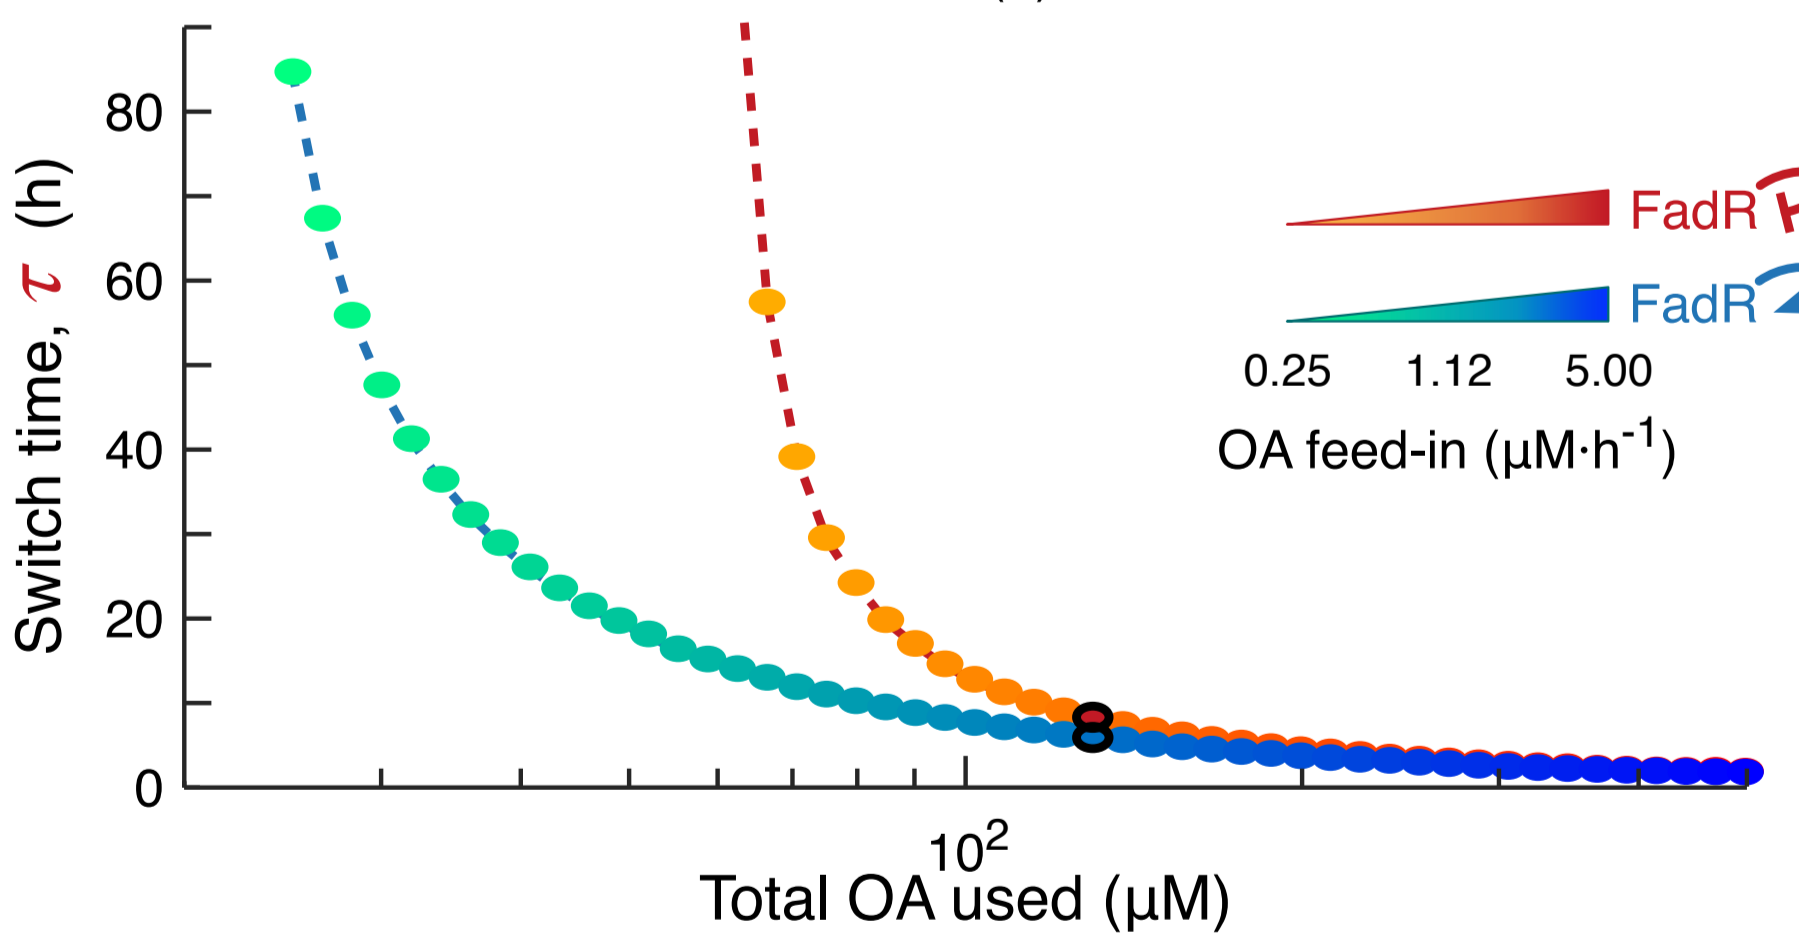 80
60
40
20
0
Switch time, τ (h)
FadR
FadR
0.25 1.12 5.00
OA feed-in (μM·h⁻¹)
10²
Total OA used (μM)